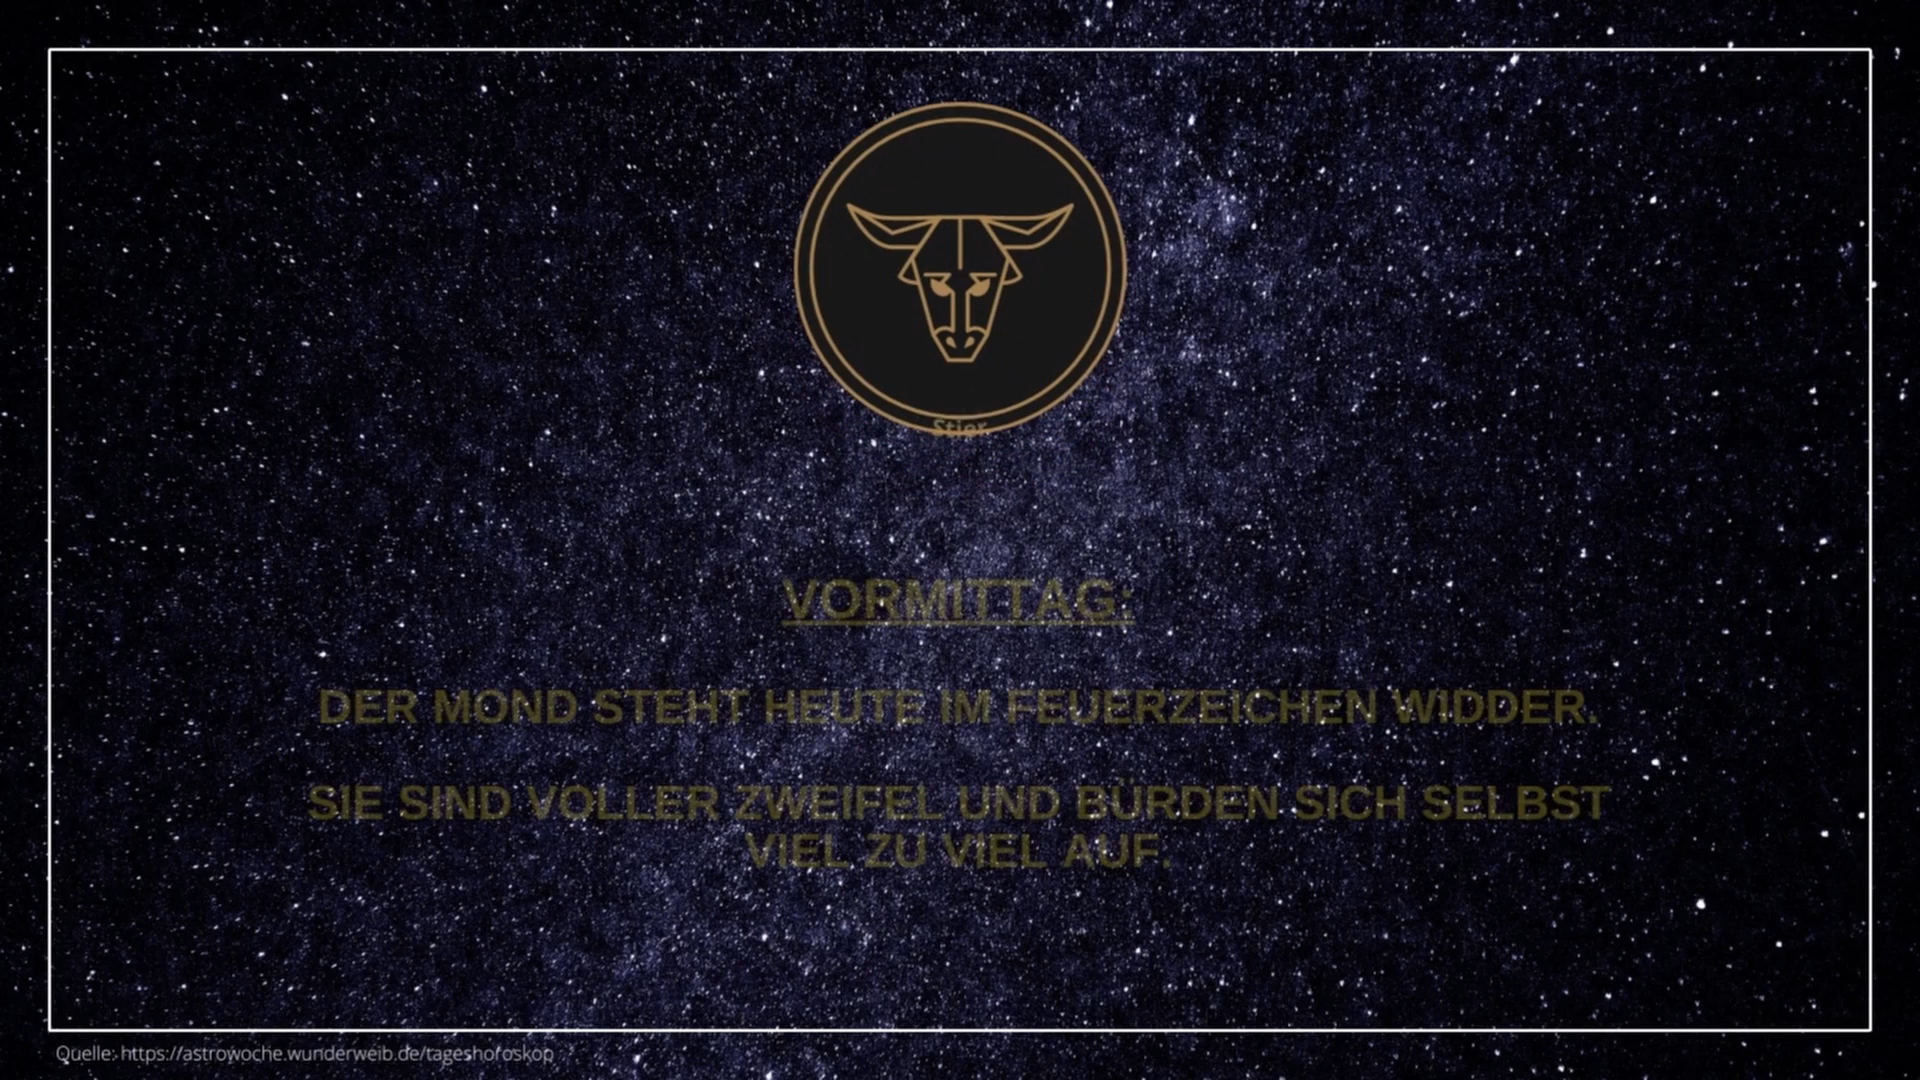 Stier
VORMITTAG:
DER MOND STEHT HEUTE IM FEUERZEICHEN WIDDER.
SIE SIND VOLLER ZWEIFEL UND BÜRDEN SICH SELBST
VIEL ZU VIEL AUF.
Quelle: https://astrowoche.wunderweib.de/tageshoroskop